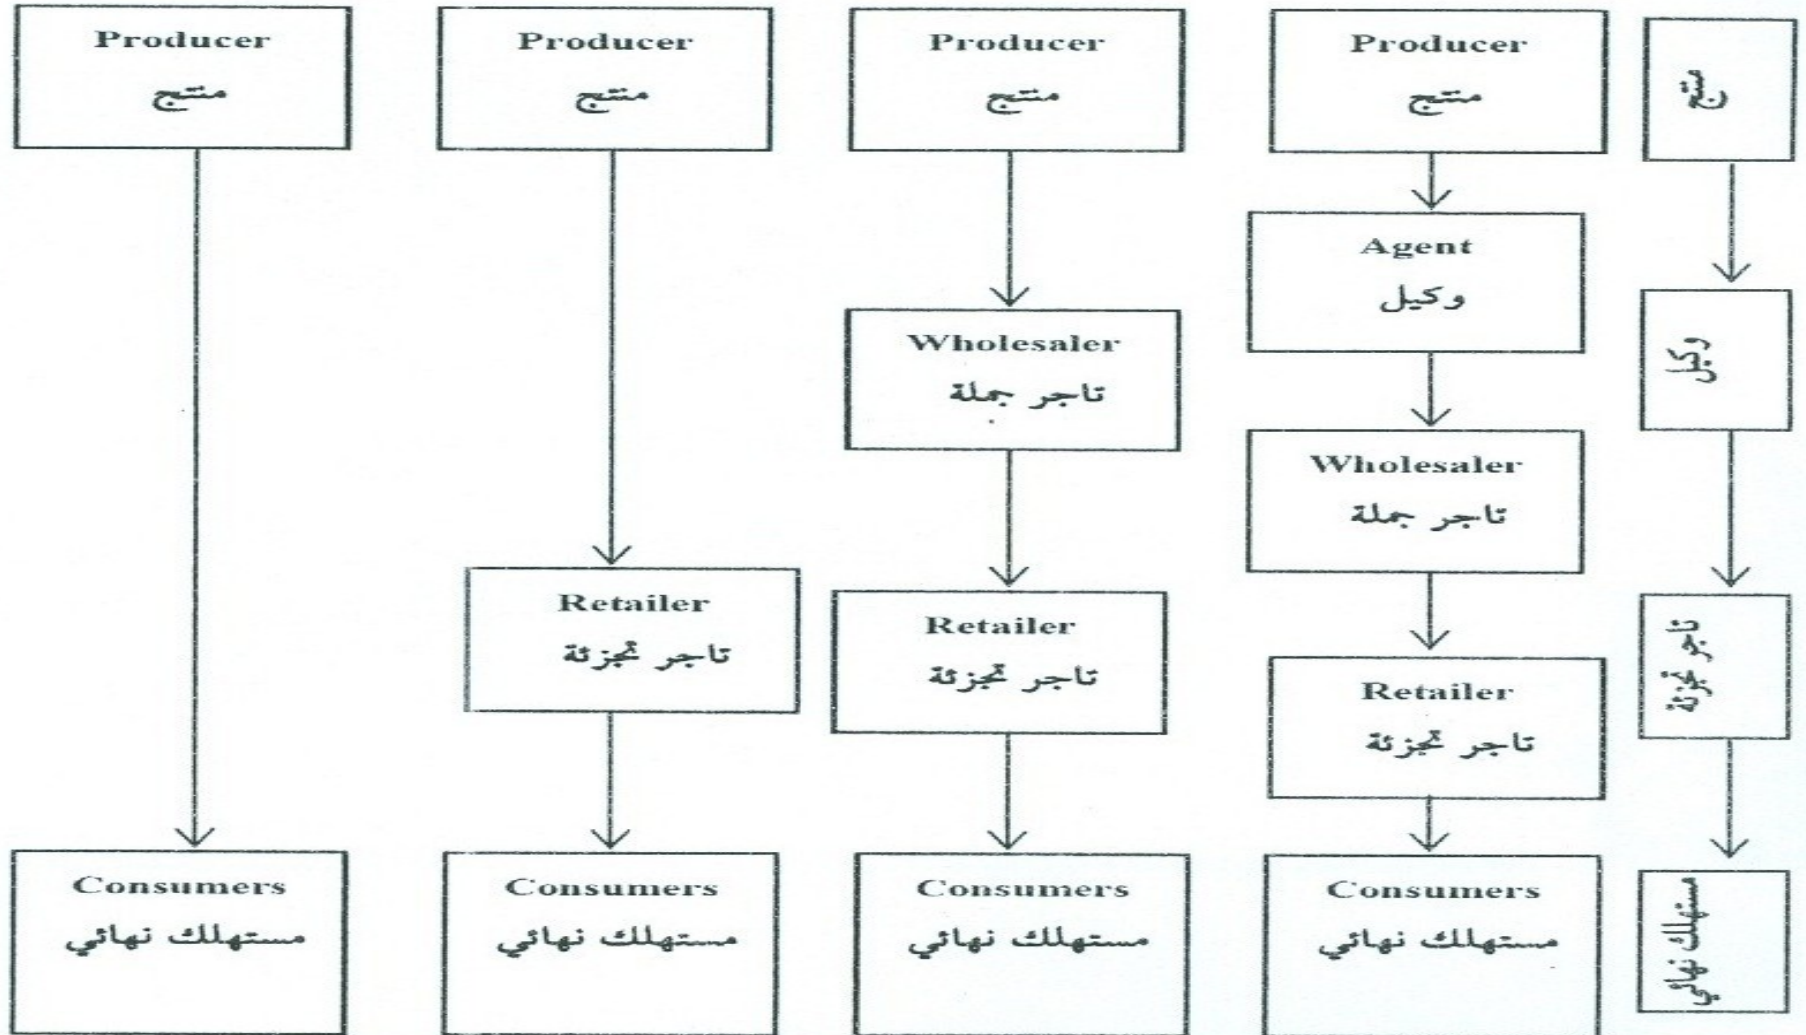 Producer
منتج
Consumers
مستهلك نهائي
Producer
منتج
Retailer
تاجر تجزئة
Consumers
مستهلك نهائي
Producer
منتج
Wholesaler
تاجر جملة
Retailer
تاجر تجزئة
Consumers
مستهلك نهائي
Producer
منتج
Agent
وكيل
Wholesaler
تاجر جملة
Retailer
تاجر تجزئة
Consumers
مستهلك نهائي
منتج
وكيل
تاجر تجزئة
مستهلك نهائي